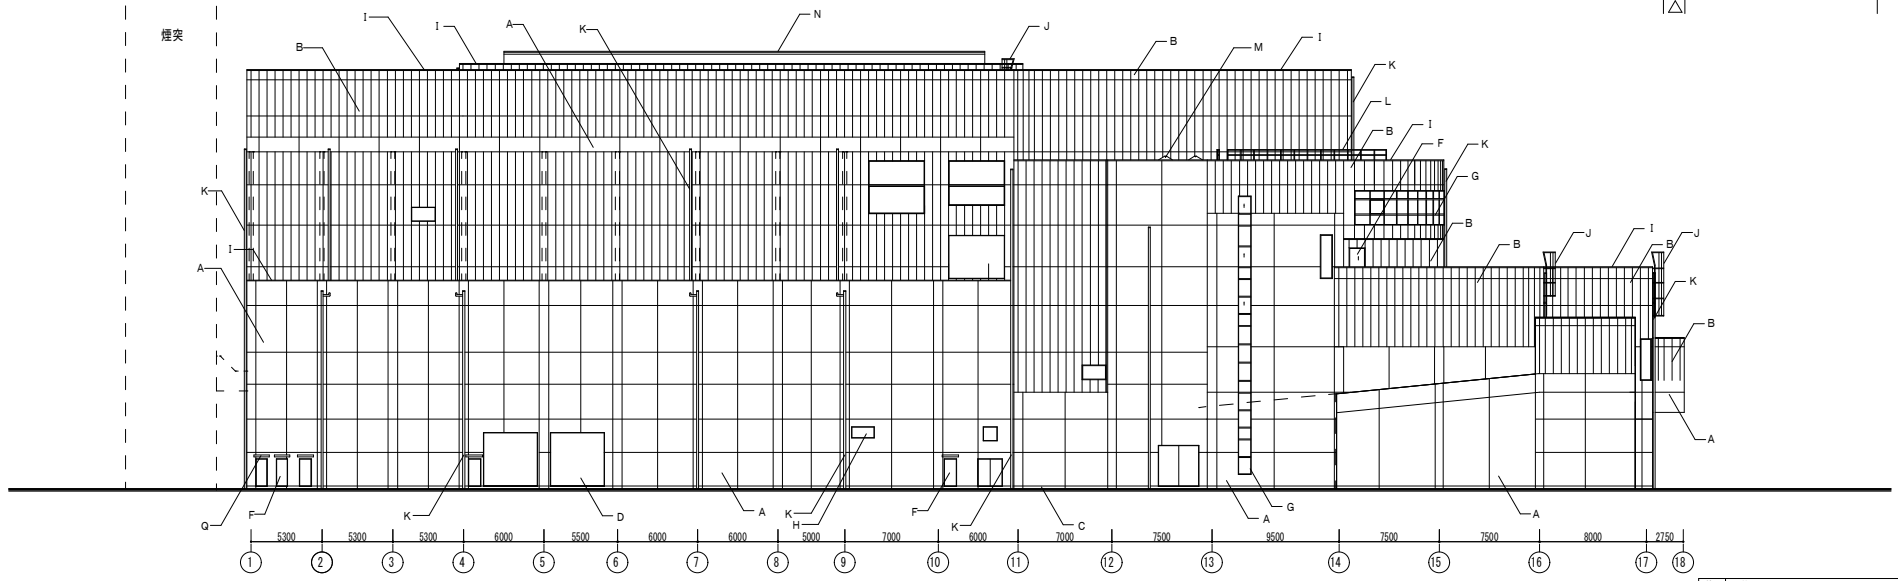 煙突
I
I
A
K
N
J
B
M
B
I
K
L
B
I
F
K
G
B
B
J
I
B
J
K
B
A
B
K
I
A
Q
F
K
D
A
K
H
F
K
C
A
G
A
5300 5300 5300 6000 5500 6000 6000 5000 7000 6000 7000 7500 9500 7500 7500 8000 2750
1 2 3 4 5 6 7 8 9 10 11 12 13 14 15 16 17 18